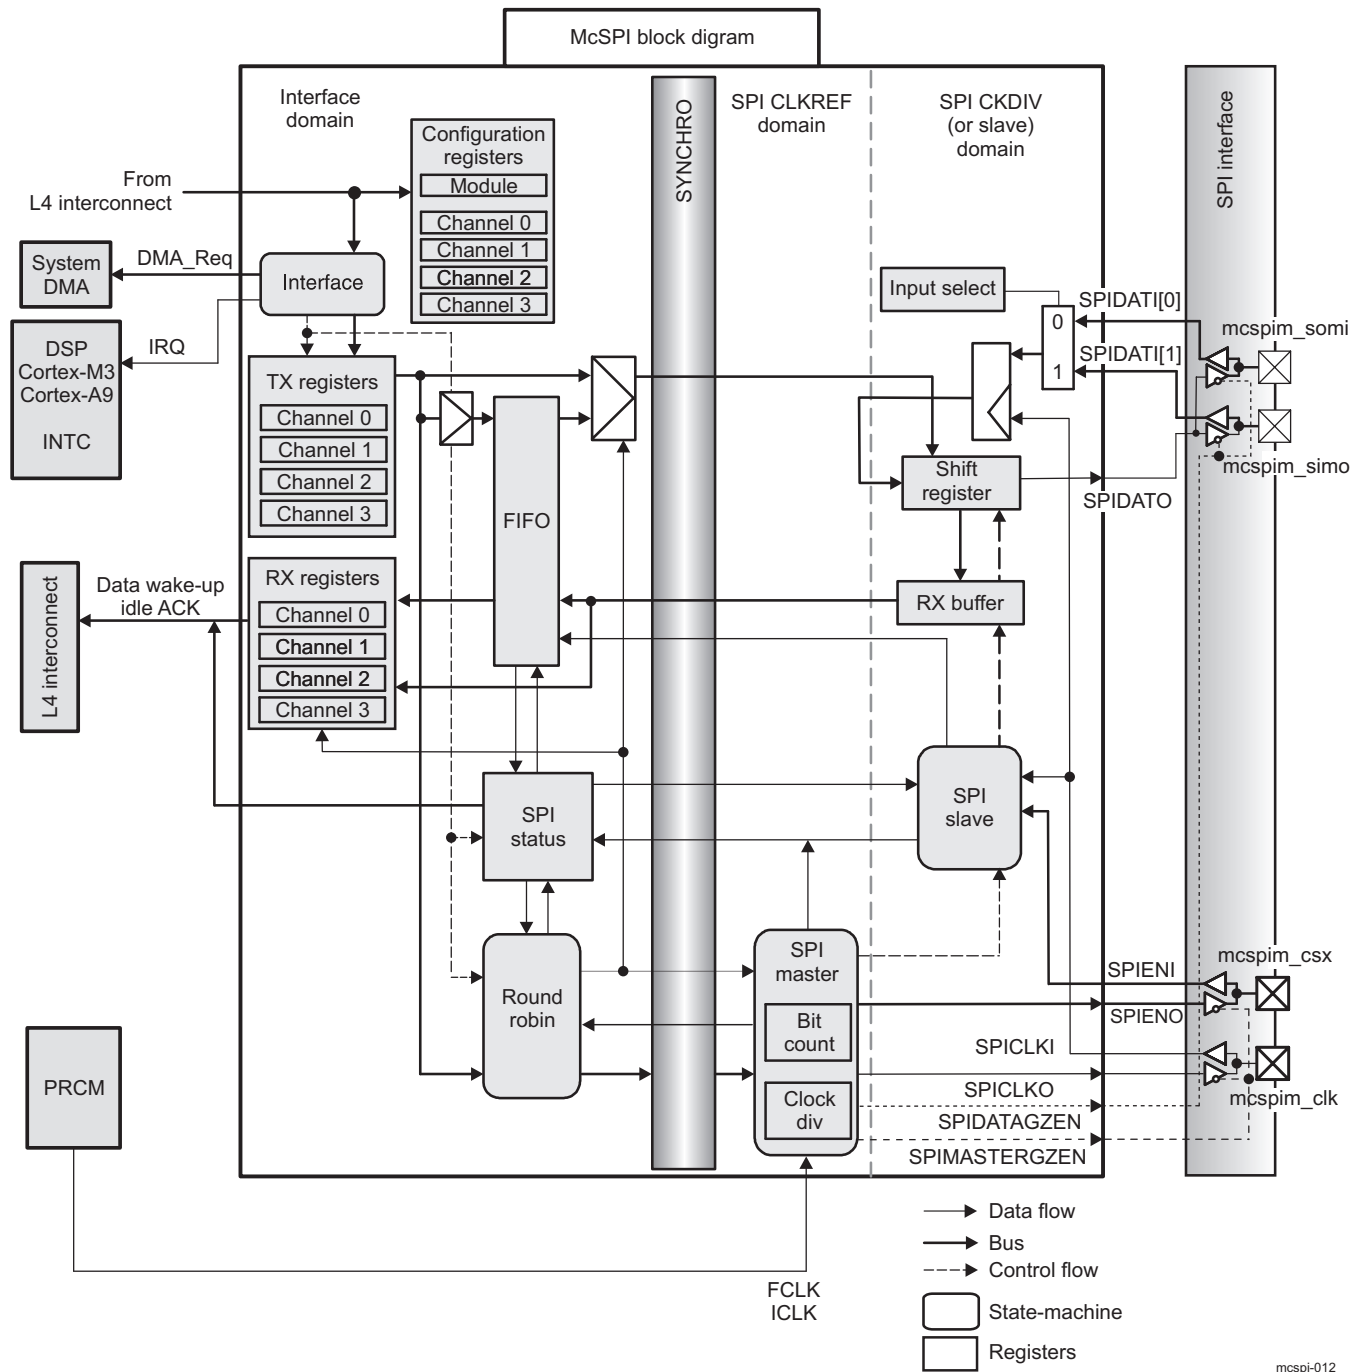 McSPI block digram
Interface
domain
SYNCHRO
SPI CLKREF
domain
SPI CKDIV
(or slave)
domain
SPI interface
Configuration
registers
Module
Channel 0
Channel 1
Channel 2
Channel 3
From
L4 interconnect
System
DMA
DMA_Req
Interface
DSP
Cortex-M3
Cortex-A9
INTC
IRQ
Input select
0
1
SPIDATI[0]
SPIDATI[1]
mcspim_somi
mcspim_simo
TX registers
Channel 0
Channel 1
Channel 2
Channel 3
FIFO
Shift
register
SPIDATO
L4 interconnect
Data wake-up
idle ACK
RX registers
Channel 0
Channel 1
Channel 2
Channel 3
RX buffer
SPI
status
SPI
slave
Round
robin
SPI
master
Bit
count
Clock
div
SPIENI
SPIENO
SPICLKI
SPICLKO
SPIDATAGZEN
SPIMASTERGZEN
mcspim_csx
mcspim_clk
PRCM
FCLK
ICLK
Data flow
Bus
Control flow
State-machine
Registers
mcspi-012